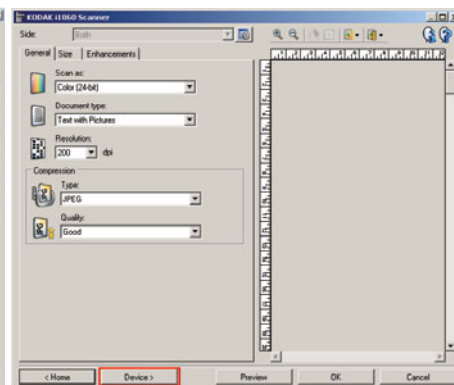 KODAK i1860 Scanner
Side: Both
General Size Enhancements
Scan as:
Color (24-bit)
Document type:
Text with Pictures
Resolution:
200 dpi
Compression
Type:
JPEG
Quality:
Good
< Home Device > Preview OK Cancel